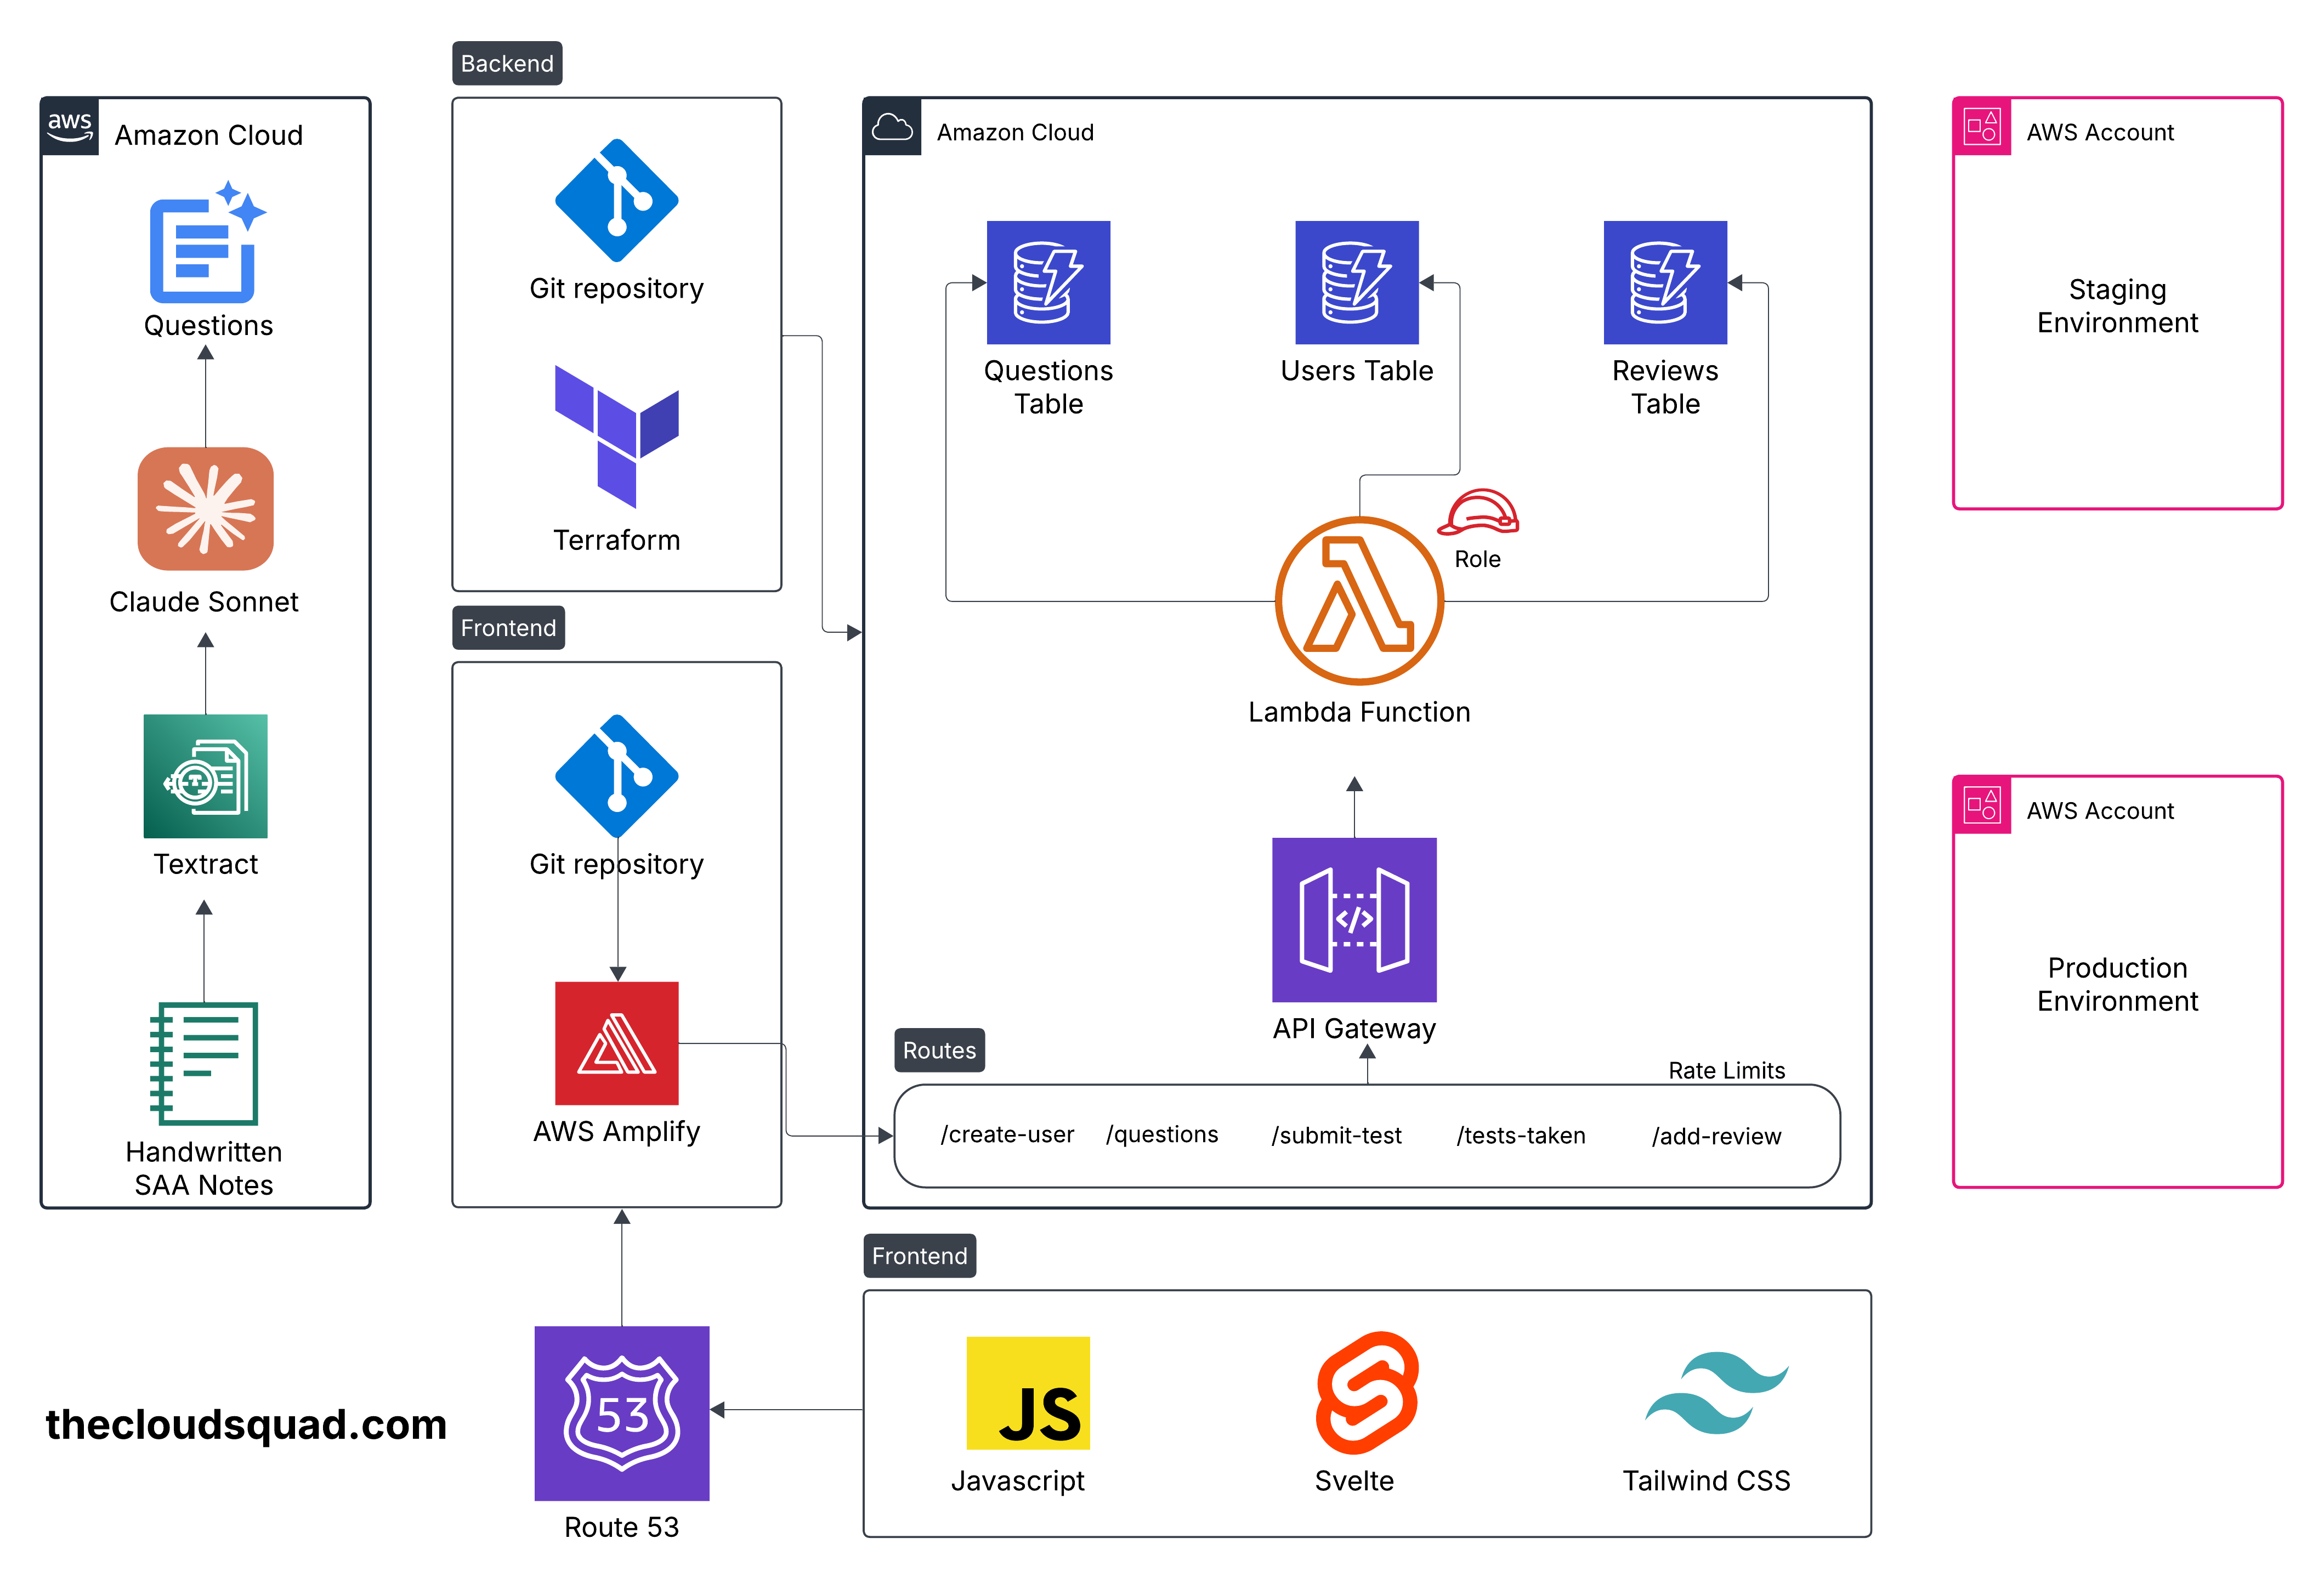 aws
Amazon Cloud
Questions
Claude Sonnet
Textract
Handwritten
SAA Notes
Backend
Git repository
Terraform
Frontend
Git repository
AWS Amplify
Amazon Cloud
Questions
Table
Users Table
Reviews
Table
Role
Lambda Function
API Gateway
Routes
Rate Limits
/create-user
/questions
/submit-test
/tests-taken
/add-review
AWS Account
Staging
Environment
AWS Account
Production
Environment
thecloudsquad.com
53
Route 53
Frontend
JS
Javascript
Svelte
Tailwind CSS